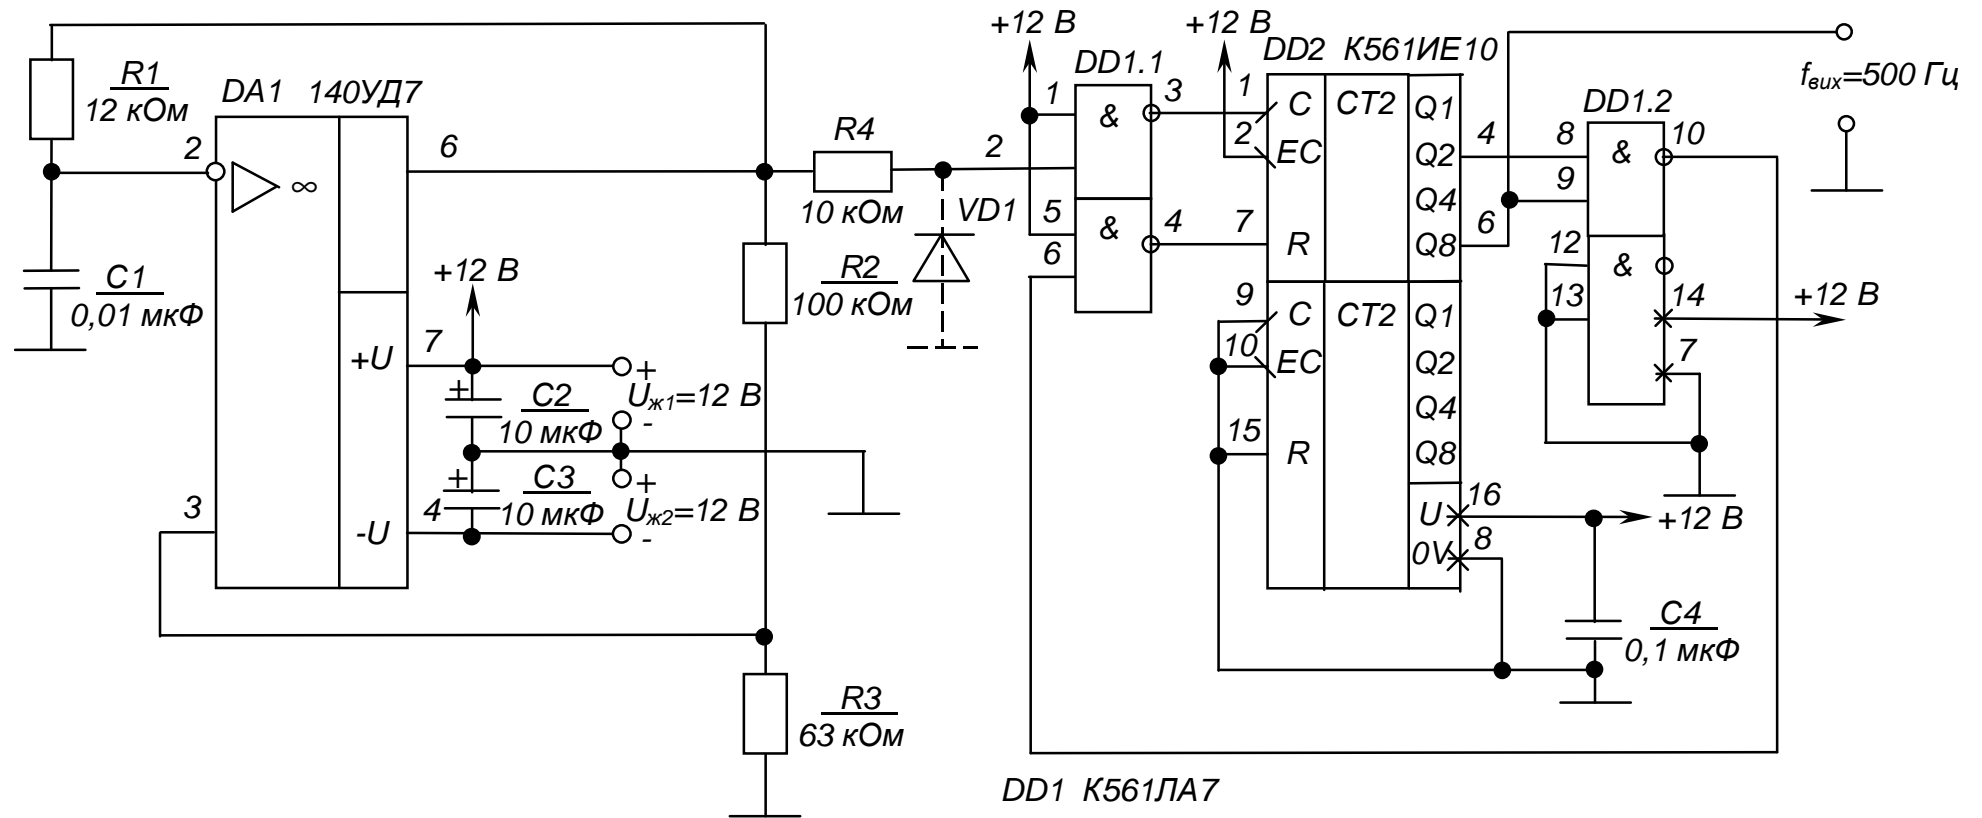 R1
12 кОм
DA1 140УД7
2
∞
6
R4
10 кОм
C1
0,01 мкФ
+12 В
7
+U
+
C2
10 мкФ
+
Uж1=12 В
-
+
C3
10 мкФ
+
Uж2=12 В
-
4
-U
3
R2
100 кОм
R3
63 кОм
VD1
2
+12 В
1
DD1.1
&
3
5
6
&
4
+12 В
DD2 К561ИЕ10
1
C
CT2
Q1
2
EC
Q2
4
Q4
7
R
Q8
6
9
C
CT2
Q1
10
EC
Q2
Q4
15
R
Q8
U
16
0V
8
+12 В
C4
0,1 мкФ
DD1.2
8
&
10
9
12
&
13
14
+12 В
7
fвих=500 Гц
DD1 К561ЛА7